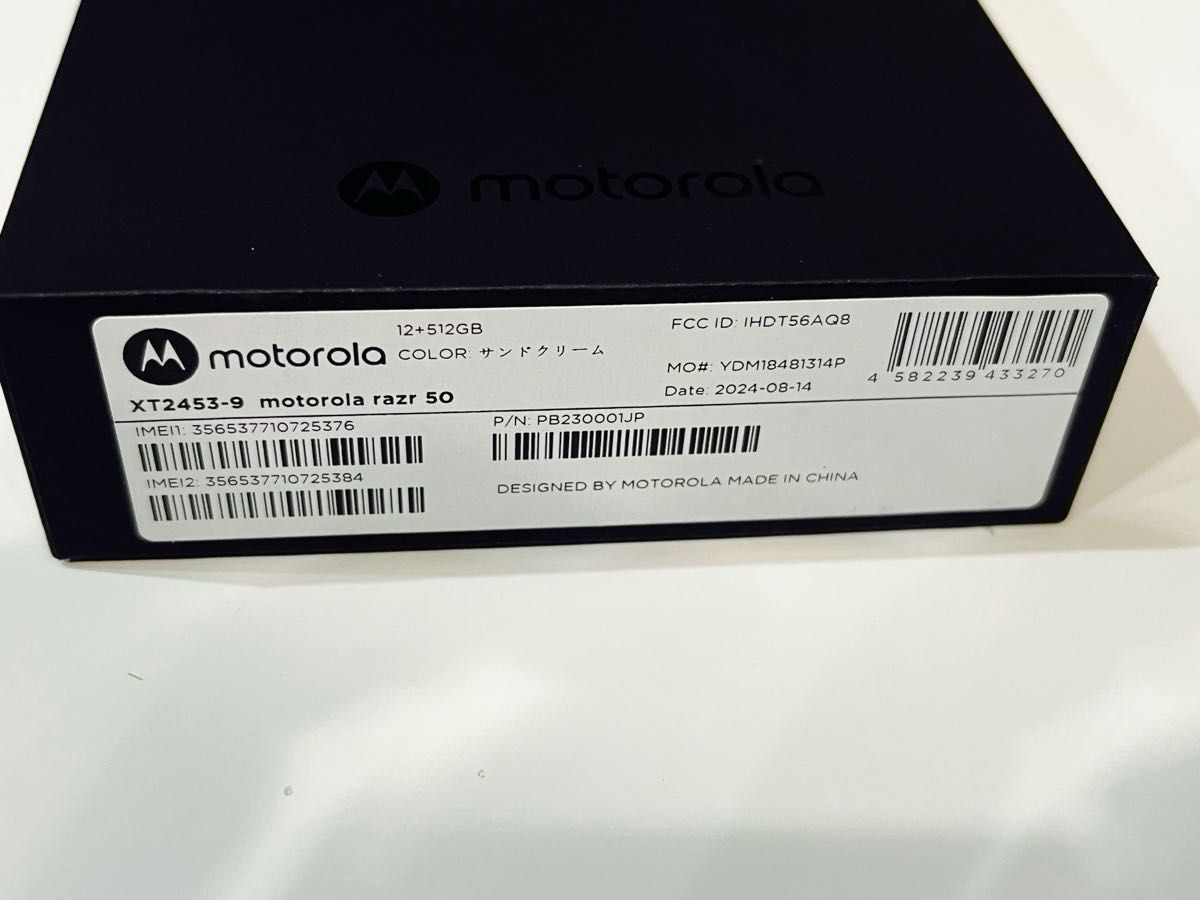 motorola
motorola
12+512GB
COLOR: サンドクリーム
XT2453-9 motorola razr 50
FCC ID: IHDT56AQ8
MO#: YDM18481314P
Date: 2024-08-14
4 582239 433270
IMEI1: 356537710725376
IMEI2: 356537710725384
P/N: PB230001JP
DESIGNED BY MOTOROLA MADE IN CHINA